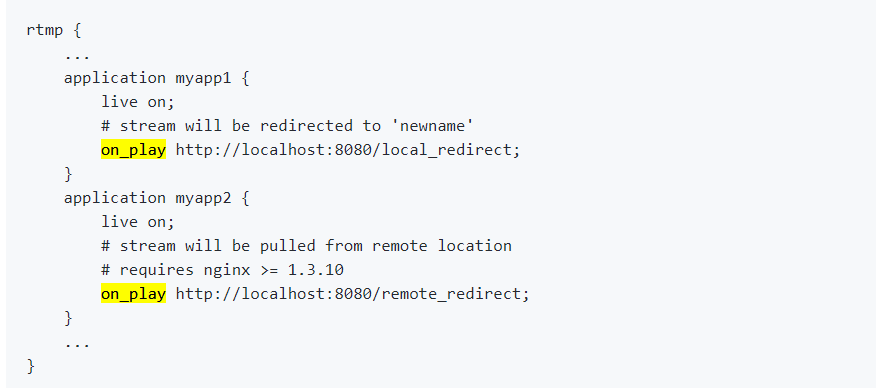 rtmp {
    ...
    application myapp1 {
        live on;
        # stream will be redirected to 'newname'
        on_play http://localhost:8080/local_redirect;
    }
    application myapp2 {
        live on;
        # stream will be pulled from remote location
        # requires nginx >= 1.3.10
        on_play http://localhost:8080/remote_redirect;
    }
    ...
}